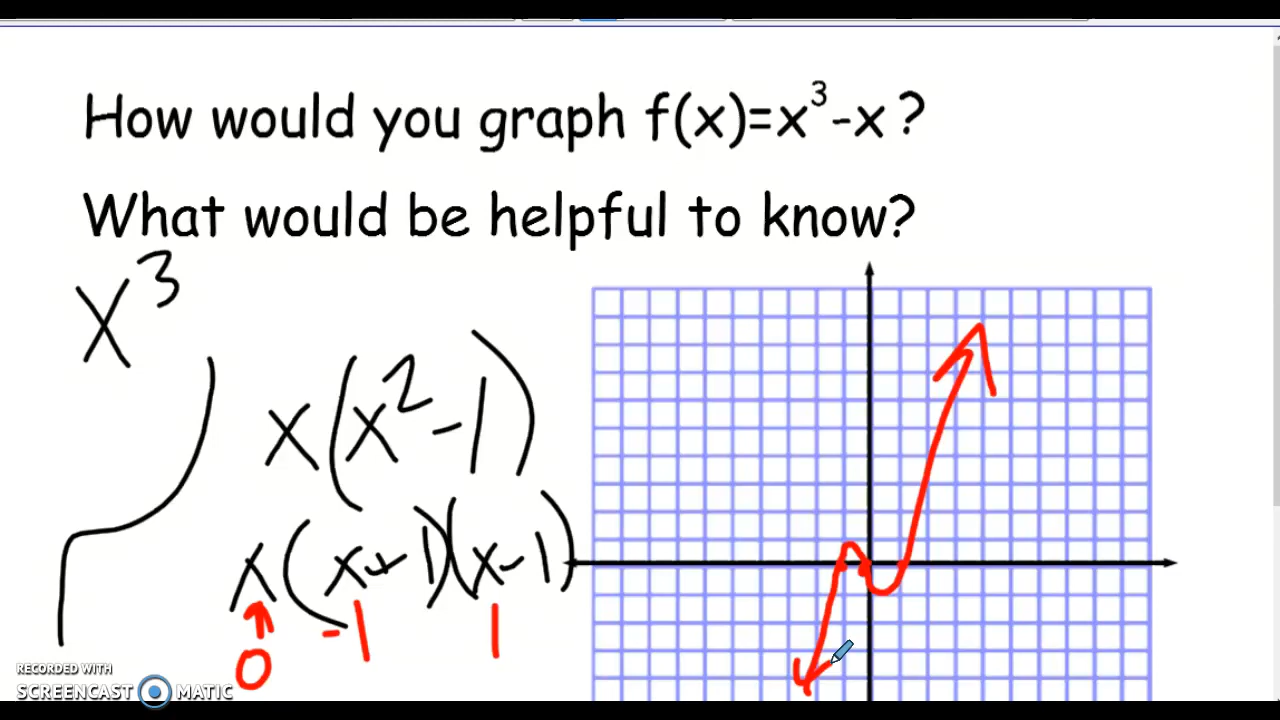 How would you graph f(x)=x³-x?
What would be helpful to know?
x³
x(x²-1)
x(x+1)(x-1)
0 -1 1
RECORDED WITH
SCREENCAST MATIC